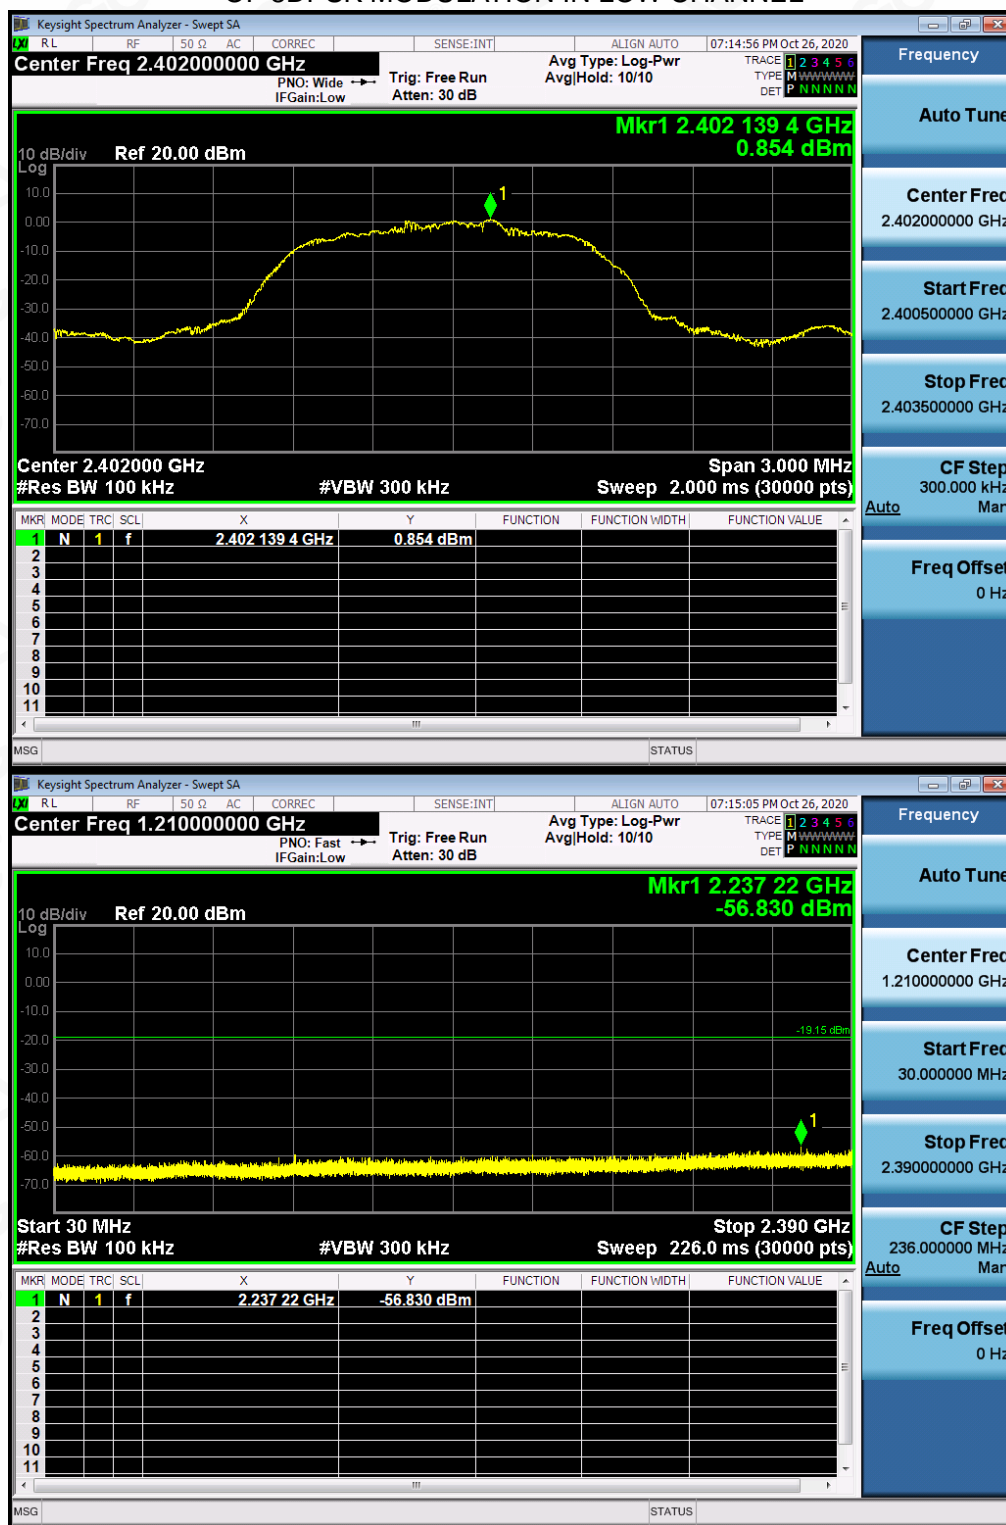 Keysight Spectrum Analyzer - Swept SA
LXI RL RF 50 Ω AC CORREC SENSE:INT ALIGN AUTO 07:14:56 PM Oct 26, 2020
Center Freq 2.402000000 GHz
PNO: Wide
IFGain:Low
Trig: Free Run
Atten: 30 dB
Avg Type: Log-Pwr
Avg|Hold: 10/10
TRACE 1 2 3 4 5 6
TYPE M WWWWW
DET P N N N N N
Mkr1 2.402 139 4 GHz
0.854 dBm
10 dB/div Ref 20.00 dBm
Log
10.0
0.00
-10.0
-20.0
-30.0
-40.0
-50.0
-60.0
-70.0
1
Center 2.402000 GHz Span 3.000 MHz
#Res BW 100 kHz #VBW 300 kHz Sweep 2.000 ms (30000 pts)
MKR MODE TRC SCL X Y FUNCTION FUNCTION WIDTH FUNCTION VALUE
1 N 1 f 2.402 139 4 GHz 0.854 dBm
2
3
4
5
6
7
8
9
10
11
MSG STATUS
Frequency
Auto Tune
Center Freq
2.402000000 GHz
Start Freq
2.400500000 GHz
Stop Freq
2.403500000 GHz
CF Step
300.000 kHz
Auto Man
Freq Offset
0 Hz
Keysight Spectrum Analyzer - Swept SA
LXI RL RF 50 Ω AC CORREC SENSE:INT ALIGN AUTO 07:15:05 PM Oct 26, 2020
Center Freq 1.210000000 GHz
PNO: Fast
IFGain:Low
Trig: Free Run
Atten: 30 dB
Avg Type: Log-Pwr
Avg|Hold: 10/10
TRACE 1 2 3 4 5 6
TYPE M WWWWW
DET P N N N N N
Mkr1 2.237 22 GHz
-56.830 dBm
10 dB/div Ref 20.00 dBm
Log
10.0
0.00
-10.0
-20.0
-30.0
-40.0
-50.0
-60.0
-70.0
-19.15 dBm
1
Start 30 MHz Stop 2.390 GHz
#Res BW 100 kHz #VBW 300 kHz Sweep 226.0 ms (30000 pts)
MKR MODE TRC SCL X Y FUNCTION FUNCTION WIDTH FUNCTION VALUE
1 N 1 f 2.237 22 GHz -56.830 dBm
2
3
4
5
6
7
8
9
10
11
MSG STATUS
Frequency
Auto Tune
Center Freq
1.210000000 GHz
Start Freq
30.000000 MHz
Stop Freq
2.390000000 GHz
CF Step
236.000000 MHz
Auto Man
Freq Offset
0 Hz